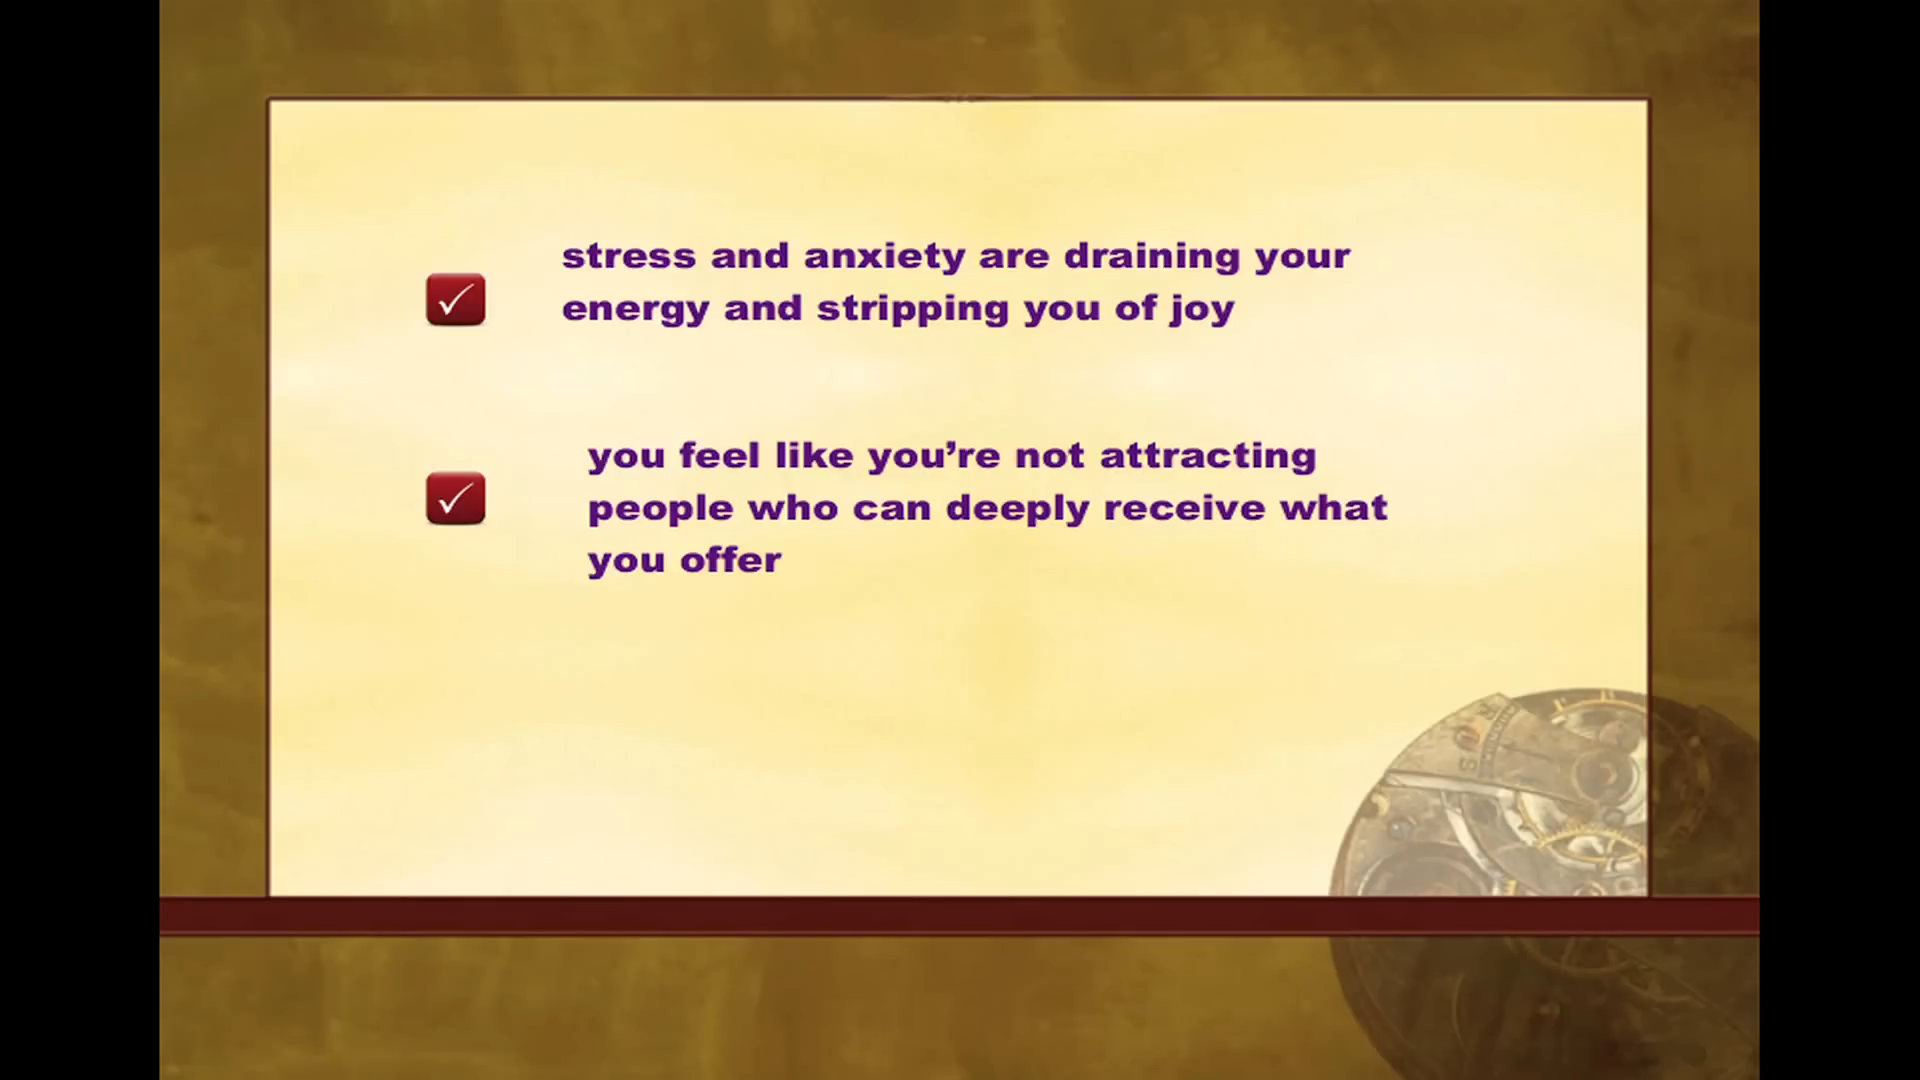 stress and anxiety are draining your
energy and stripping you of joy
you feel like you’re not attracting
people who can deeply receive what
you offer